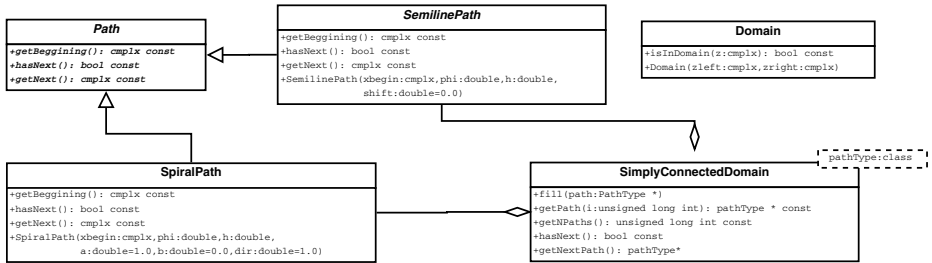 Path
+getBeggining(): cmplx const
+hasNext(): bool const
+getNext(): cmplx const
SemilinePath
+getBeggining(): cmplx const
+hasNext(): bool const
+getNext(): cmplx const
+SemilinePath(xbegin:cmplx,phi:double,h:double,
shift:double=0.0)
Domain
+isInDomain(z:cmplx): bool const
+Domain(zleft:cmplx,zright:cmplx)
SpiralPath
+getBeggining(): cmplx const
+hasNext(): bool const
+getNext(): cmplx const
+SpiralPath(xbegin:cmplx,phi:double,h:double,
a:double=1.0,b:double=0.0,dir:double=1.0)
pathType:class
SimplyConnectedDomain
+fill(path:PathType *)
+getPath(i:unsigned long int): pathType * const
+getNPaths(): unsigned long int const
+hasNext(): bool const
+getNextPath(): pathType*